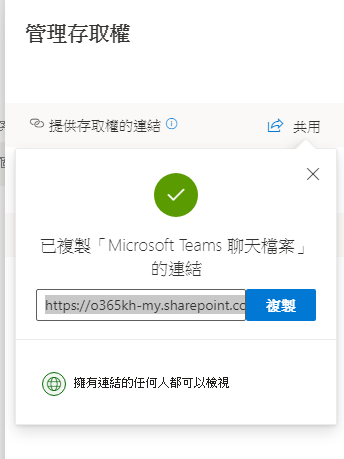 管理存取權
提供存取權的連結
共用
已複製「Microsoft Teams 聊天檔案」
的連結
https://o365kh-my.sharepoint.cc
複製
擁有連結的任何人都可以檢視